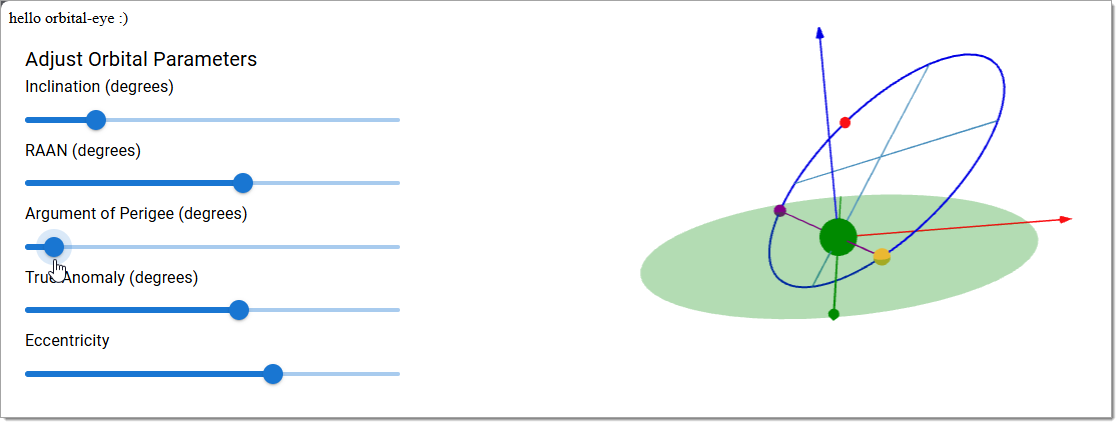 hello orbital-eye :)
Adjust Orbital Parameters
Inclination (degrees)
RAAN (degrees)
Argument of Perigee (degrees)
True Anomaly (degrees)
Eccentricity